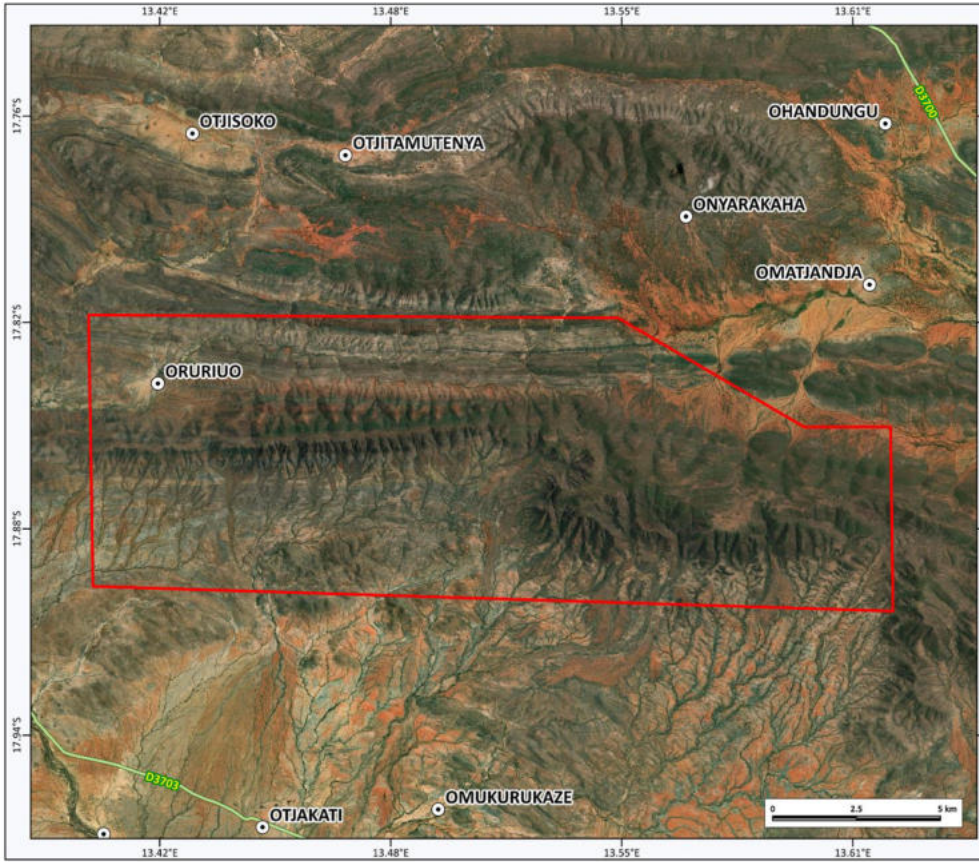 13.42°E
13.48°E
13.55°E
13.61°E
D3700
17.76°S
OTJISOKO
OTJITAMUTENYA
OHANDUNGU
ONYARAKAHA
OMATJANDJA
17.82°S
ORURIUO
17.88°S
17.94°S
D3703
OTJAKATI
OMUKURUKAZE
0 2.5 5 km
13.42°E
13.48°E
13.55°E
13.61°E